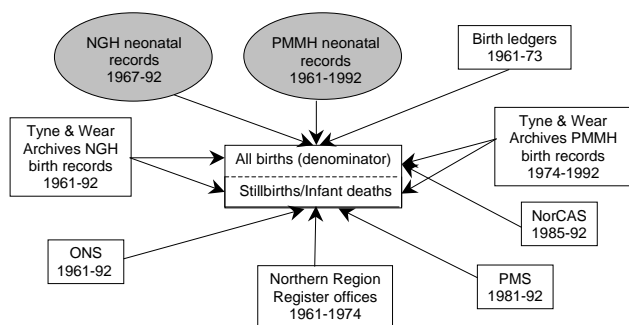 NGH neonatal
records
1967-92
PMMH neonatal
records
1961-1992
Birth ledgers
1961-73
Tyne & Wear
Archives NGH
birth records
1961-92
All births (denominator)
Stillbirths/Infant deaths
Tyne & Wear
Archives PMMH
birth records
1974-1992
NorCAS
1985-92
ONS
1961-92
Northern Region
Register offices
1961-1974
PMS
1981-92